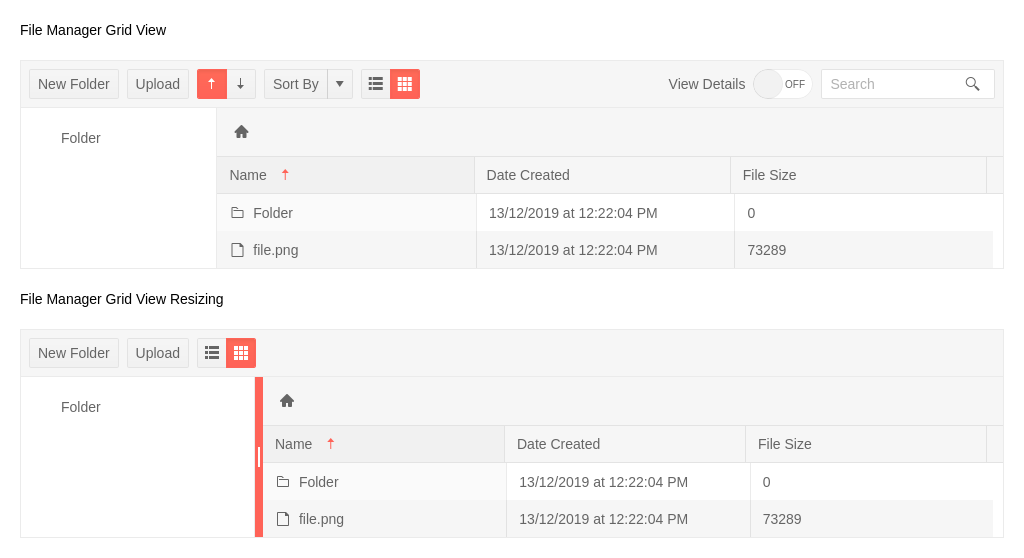 File Manager Grid View
New Folder Upload Sort By View Details OFF Search
Folder
Name Date Created File Size
Folder 13/12/2019 at 12:22:04 PM 0
file.png 13/12/2019 at 12:22:04 PM 73289
File Manager Grid View Resizing
New Folder Upload
Folder
Name Date Created File Size
Folder 13/12/2019 at 12:22:04 PM 0
file.png 13/12/2019 at 12:22:04 PM 73289